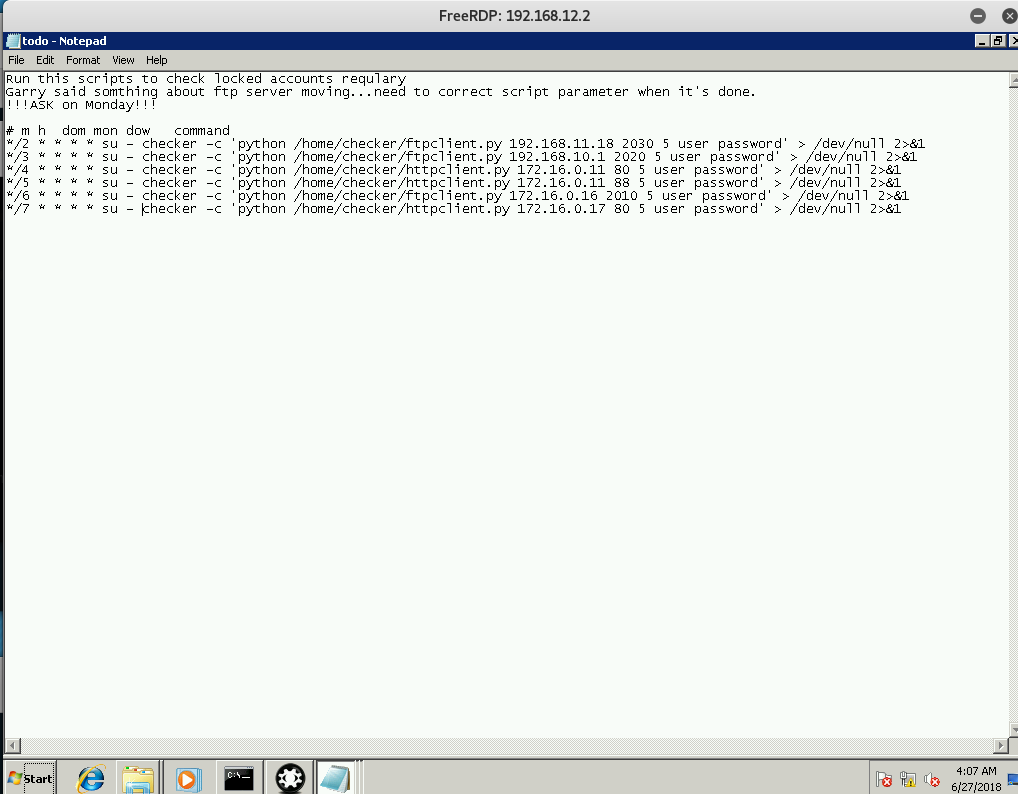 FreeRDP: 192.168.12.2
todo - Notepad
File Edit Format View Help
Run this scripts to check locked accounts requlary
Garry said somthing about ftp server moving...need to correct script parameter when it's done.
!!!ASK on Monday!!!
# m h  dom mon dow   command
*/2 * * * * su - checker -c 'python /home/checker/ftpclient.py 192.168.11.18 2030 5 user password' > /dev/null 2>&1
*/3 * * * * su - checker -c 'python /home/checker/ftpclient.py 192.168.10.1 2020 5 user password' > /dev/null 2>&1
*/4 * * * * su - checker -c 'python /home/checker/httpclient.py 172.16.0.11 80 5 user password' > /dev/null 2>&1
*/5 * * * * su - checker -c 'python /home/checker/httpclient.py 172.16.0.11 88 5 user password' > /dev/null 2>&1
*/6 * * * * su - checker -c 'python /home/checker/ftpclient.py 172.16.0.16 2010 5 user password' > /dev/null 2>&1
*/7 * * * * su - checker -c 'python /home/checker/httpclient.py 172.16.0.17 80 5 user password' > /dev/null 2>&1
Start
C:\
4:07 AM
6/27/2018